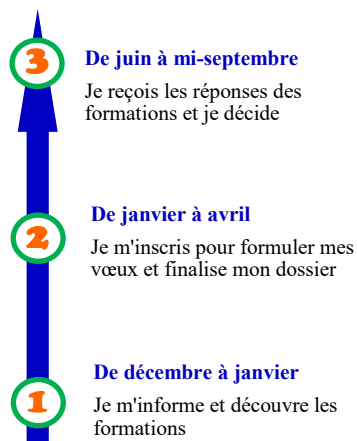 3
De juin à mi-septembre
Je reçois les réponses des
formations et je décide
2
De janvier à avril
Je m'inscris pour formuler mes
vœux et finalise mon dossier
1
De décembre à janvier
Je m'informe et découvre les
formations